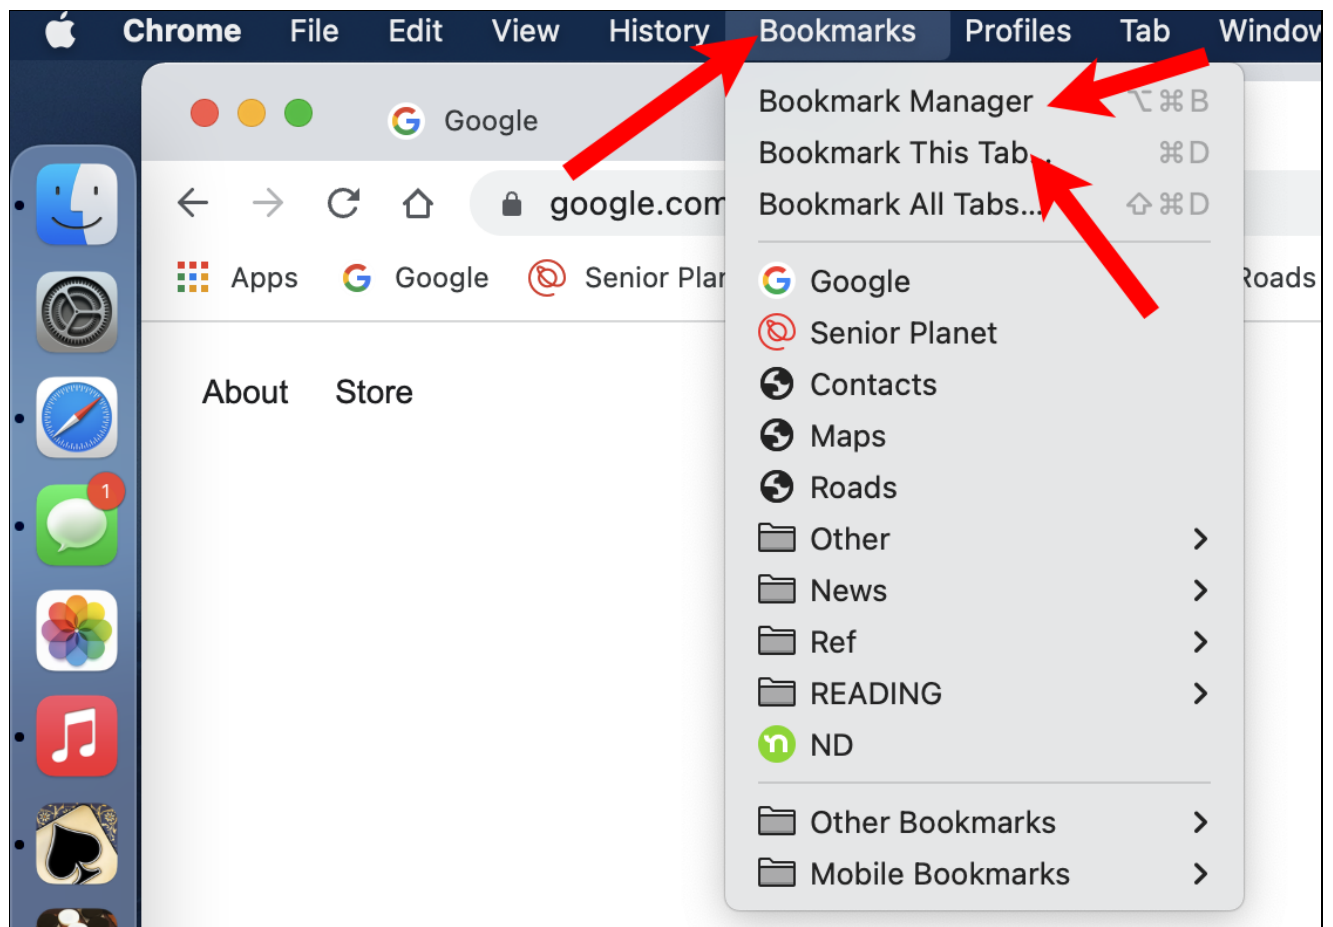 Chrome File Edit View History Bookmarks Profiles Tab Window
Google
google.com
Apps Google Senior Plan Roads
About Store
1
Bookmark Manager ⌥⌘B
Bookmark This Tab... ⌘D
Bookmark All Tabs... ⇧⌘D
Google
Senior Planet
Contacts
Maps
Roads
Other
News
Ref
READING
ND
Other Bookmarks
Mobile Bookmarks